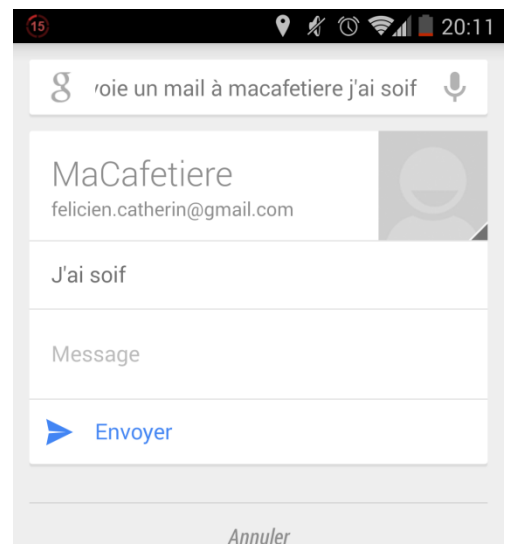 15 20:11
g voie un mail à macafetiere j'ai soif
MaCafetiere
felicien.catherin@gmail.com
J'ai soif
Message
Envoyer
Annuler